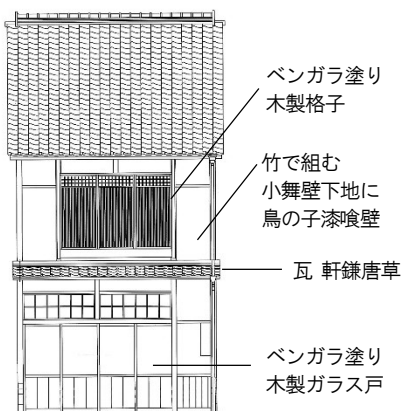 ベンガラ塗り
木製格子
竹で組む
小舞壁下地に
鳥の子漆喰壁
瓦 軒鎌唐草
ベンガラ塗り
木製ガラス戸